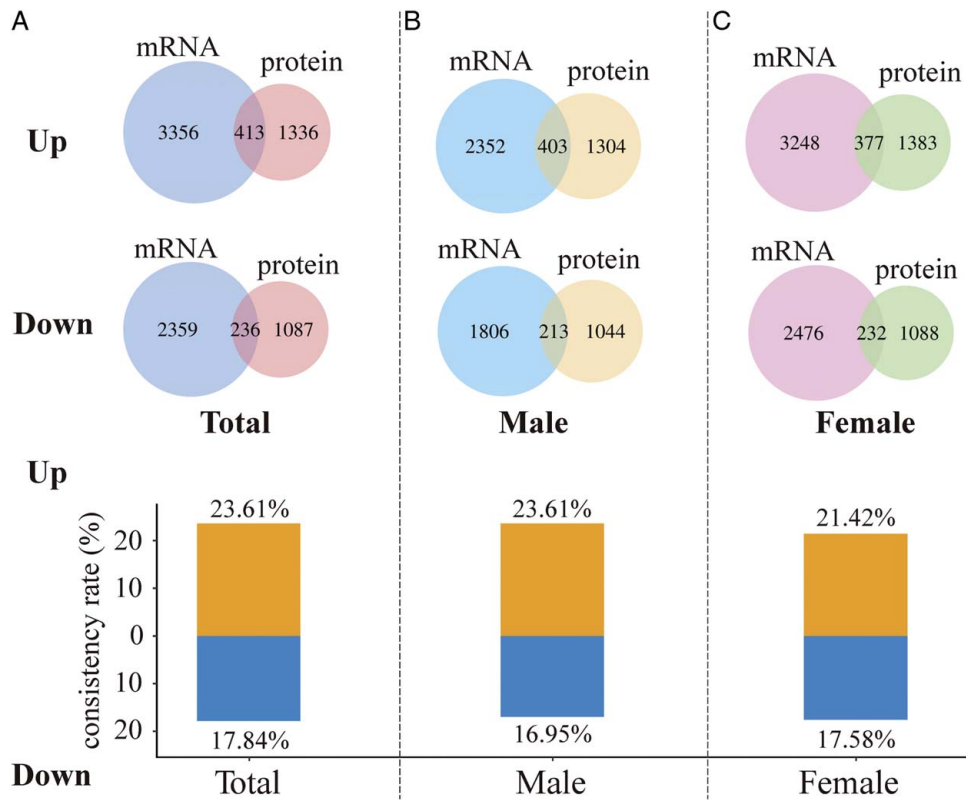 A
B
C
mRNA
protein
Up
3356
413
1336
mRNA
protein
2352
403
1304
mRNA
protein
3248
377
1383
mRNA
protein
Down
2359
236
1087
Total
mRNA
protein
1806
213
1044
Male
mRNA
protein
2476
232
1088
Female
Up
consistency rate (%)
20
10
0
10
20
23.61%
23.61%
21.42%
17.84%
16.95%
17.58%
Down
Total
Male
Female